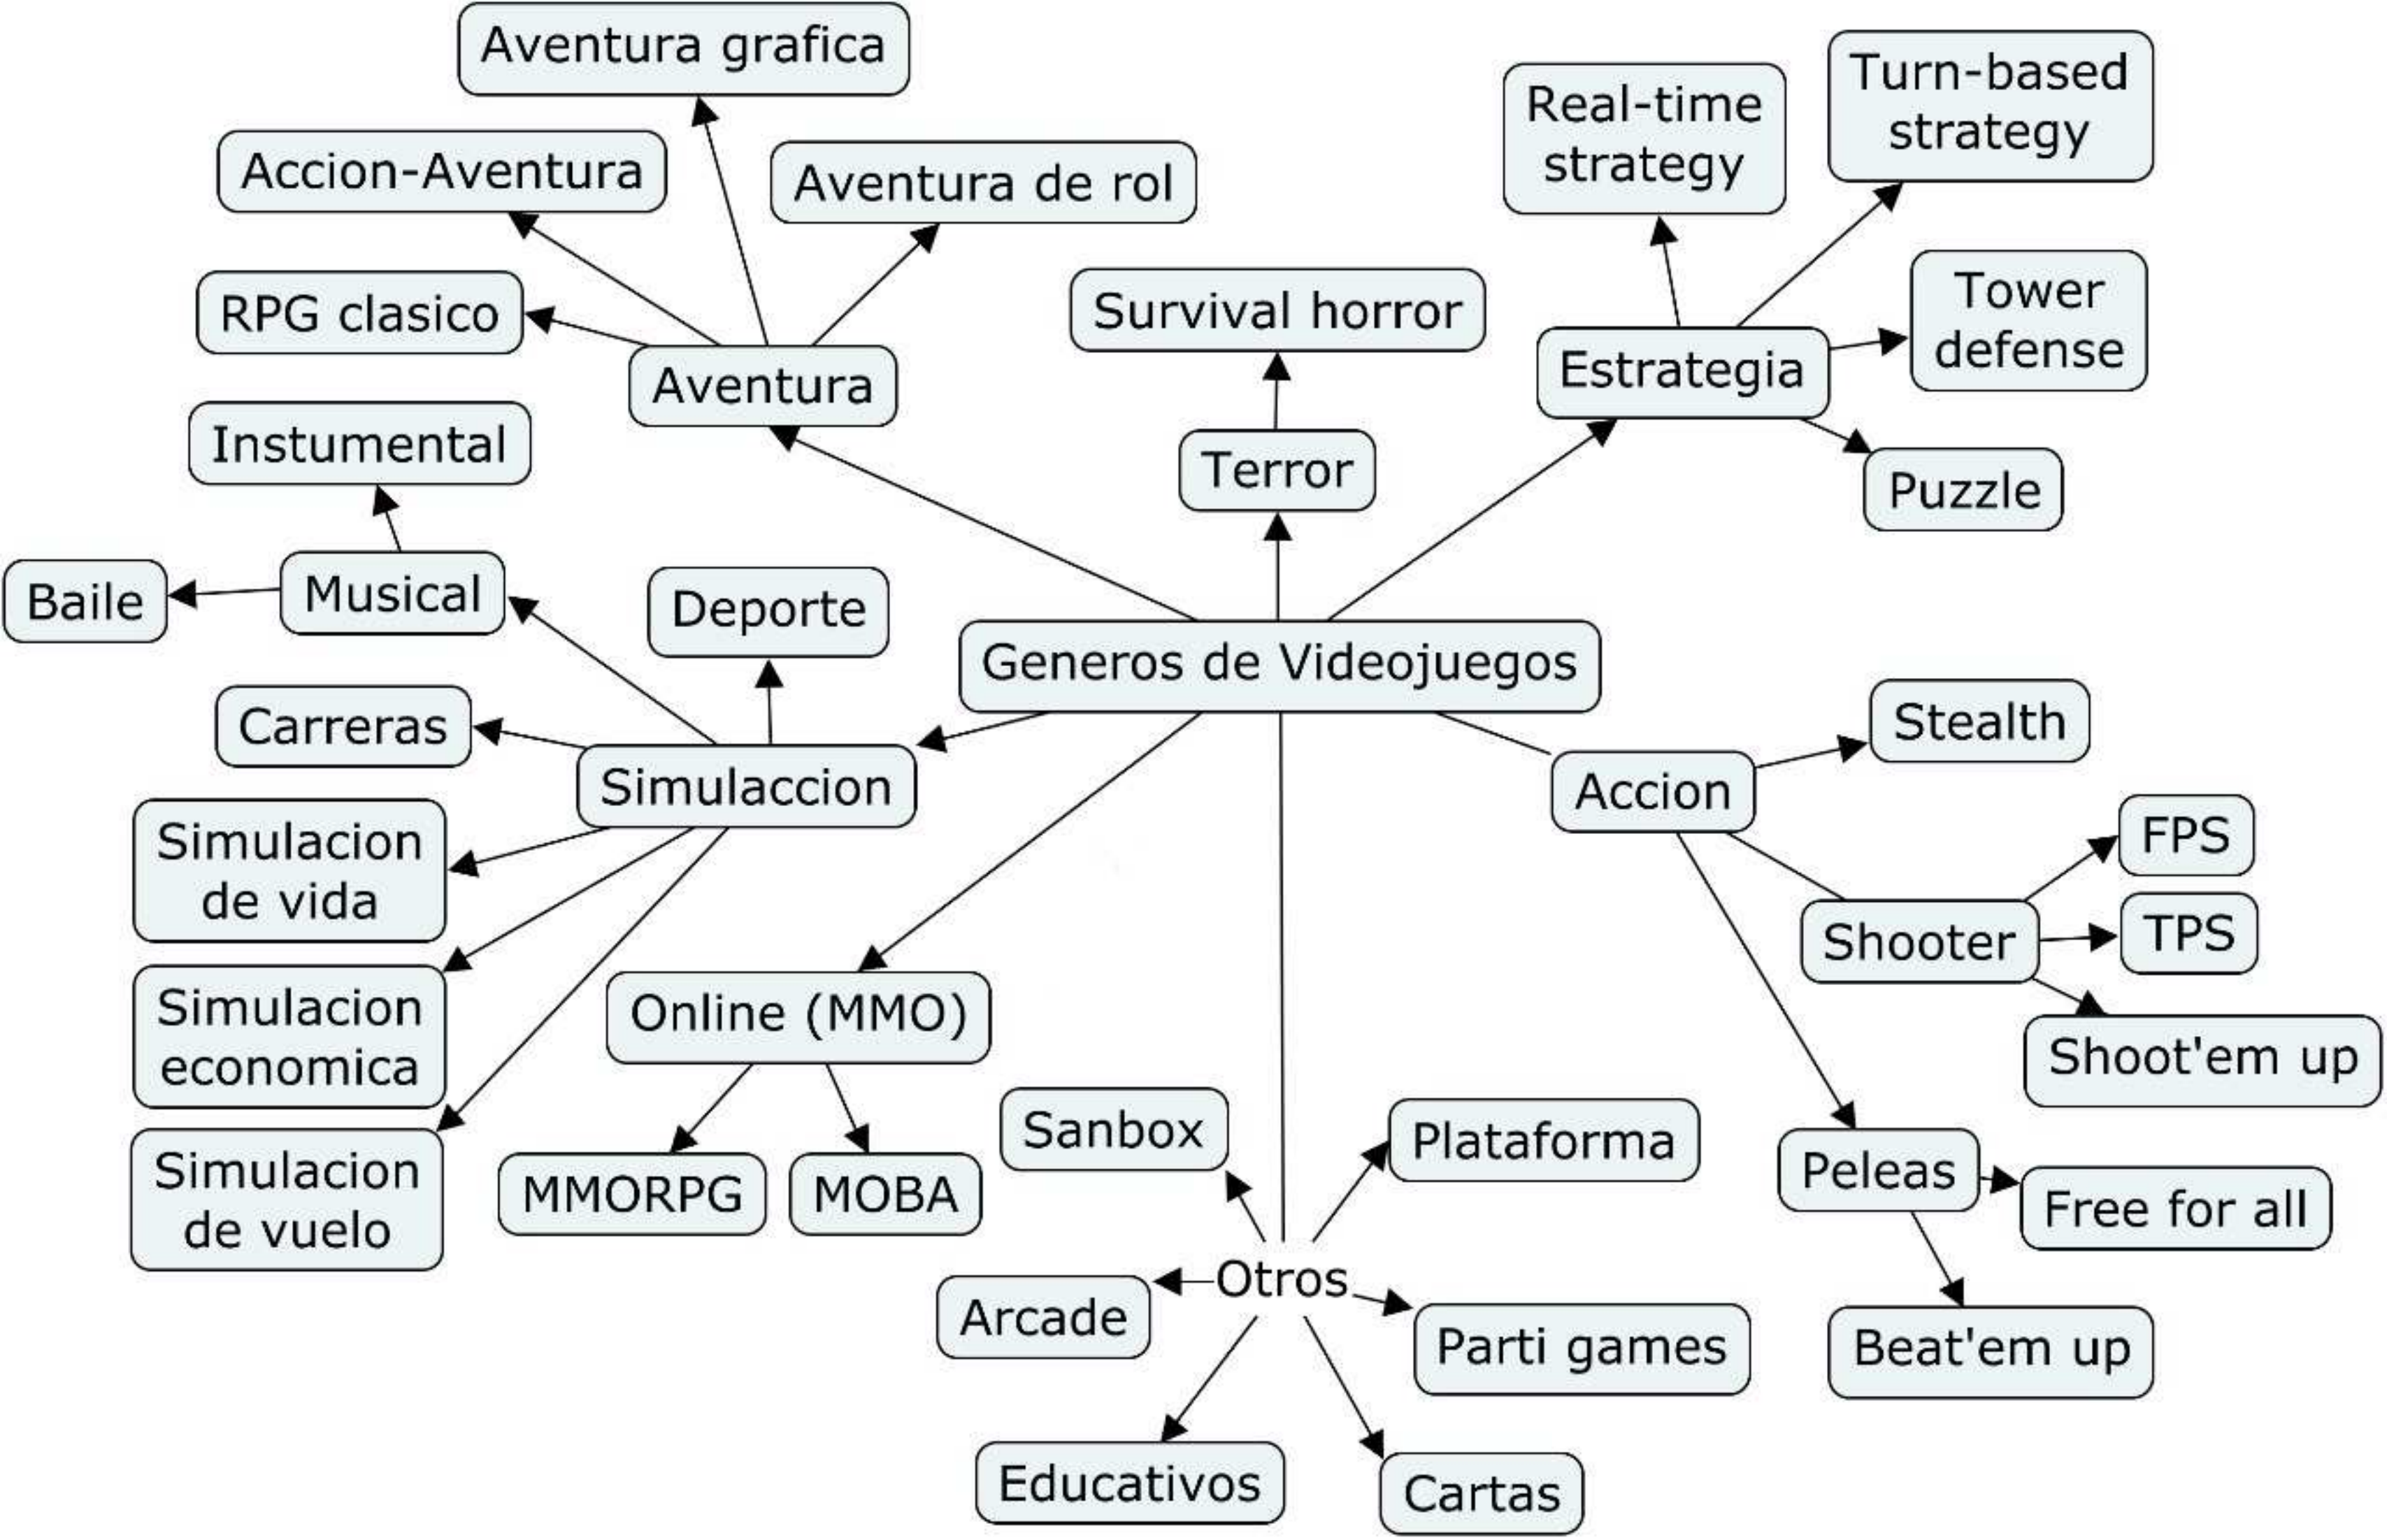 Aventura grafica
Accion-Aventura
Aventura de rol
RPG clasico
Aventura
Real-time
strategy
Turn-based
strategy
Tower
defense
Survival horror
Estrategia
Terror
Puzzle
Instumental
Baile
Musical
Deporte
Generos de Videojuegos
Carreras
Simulaccion
Simulacion
de vida
Simulacion
economica
Simulacion
de vuelo
Online (MMO)
MMORPG
MOBA
Accion
Stealth
Shooter
FPS
TPS
Shoot'em up
Peleas
Free for all
Beat'em up
Sanbox
Plataforma
Otros
Arcade
Parti games
Educativos
Cartas